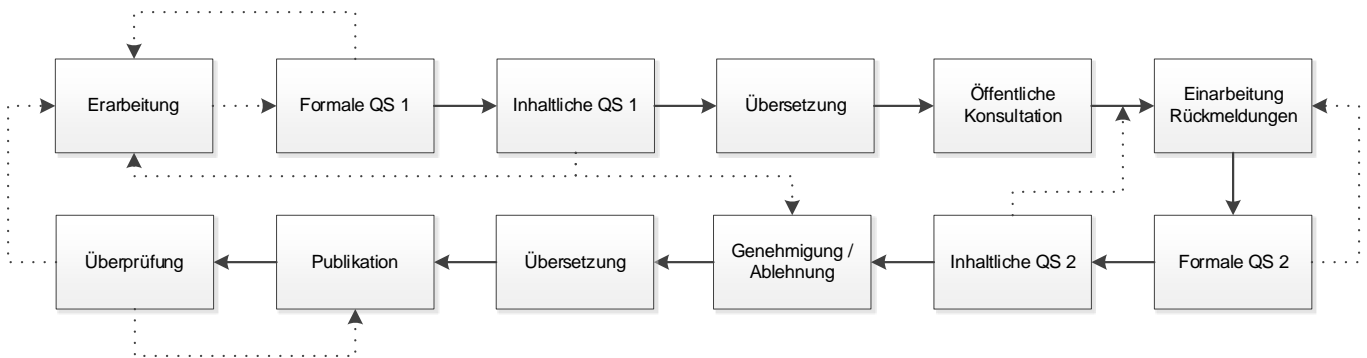 Erarbeitung
Formale QS 1
Inhaltliche QS 1
Übersetzung
Öffentliche
Konsultation
Einarbeitung
Rückmeldungen
Überprüfung
Publikation
Übersetzung
Genehmigung /
Ablehnung
Inhaltliche QS 2
Formale QS 2